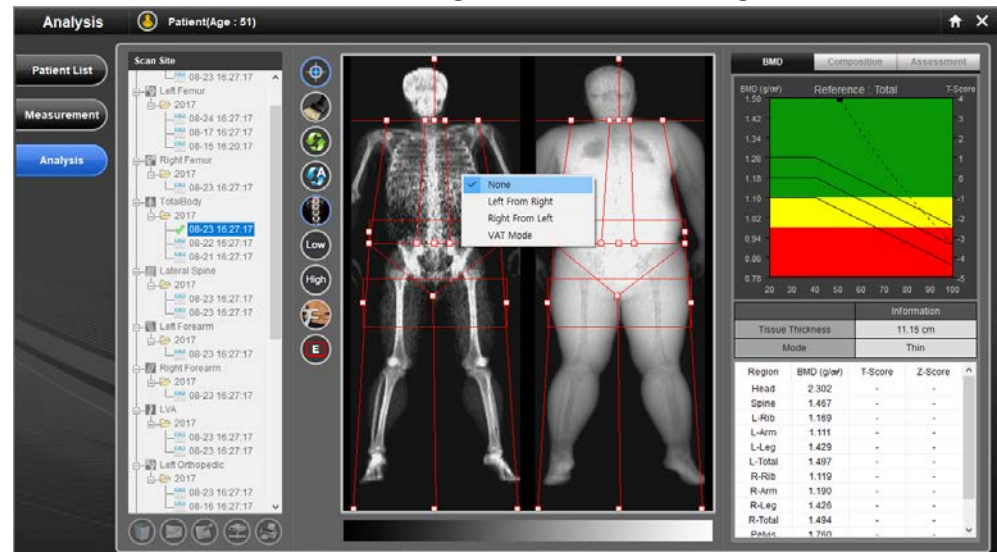 Analysis
Patient(Age : 51)
Patient List
Measurement
Analysis
Scan Site
08-23 16:27:17
Left Femur
2017
08-24 16:27:17
08-17 16:27:17
08-15 16:20.17
Right Femur
2017
08-23 16:27:17
TotalBody
2017
08-23 16:27:17
08-22 16:27:17
08-21 16:27:17
Lateral Spine
2017
08-23 16:27:17
08-23 16:27:17
Left Forearm
2017
08-23 16:27:17
Right Forearm
2017
08-23 16:27:17
LVA
2017
08-23 16:27:17
08-23 16:27:17
Left Orthopedic
2017
08-23 16:27:17
08-16 16:27:17
Low
High
E
None
Left From Right
Right From Left
VAT Mode
BMD Composition Assessment
BMD (g/㎠) Reference : Total T-Score
1.50 4
1.42 3
1.34 2
1.26 1
1.18 0
1.10 -1
1.02 -2
0.94 -3
0.86 -4
0.78 -5
20 30 40 50 60 70 80 90 100
Information
Tissue Thickness 11.15 cm
Mode Thin
Region BMD (g/㎠) T-Score Z-Score
Head 2.302 - -
Spine 1.467 - -
L-Rib 1.169 - -
L-Arm 1.111 - -
L-Leg 1.429 - -
L-Total 1.497 - -
R-Rib 1.119 - -
R-Arm 1.190 - -
R-Leg 1.426 - -
R-Total 1.494 - -
Pelvis 1.760 - -